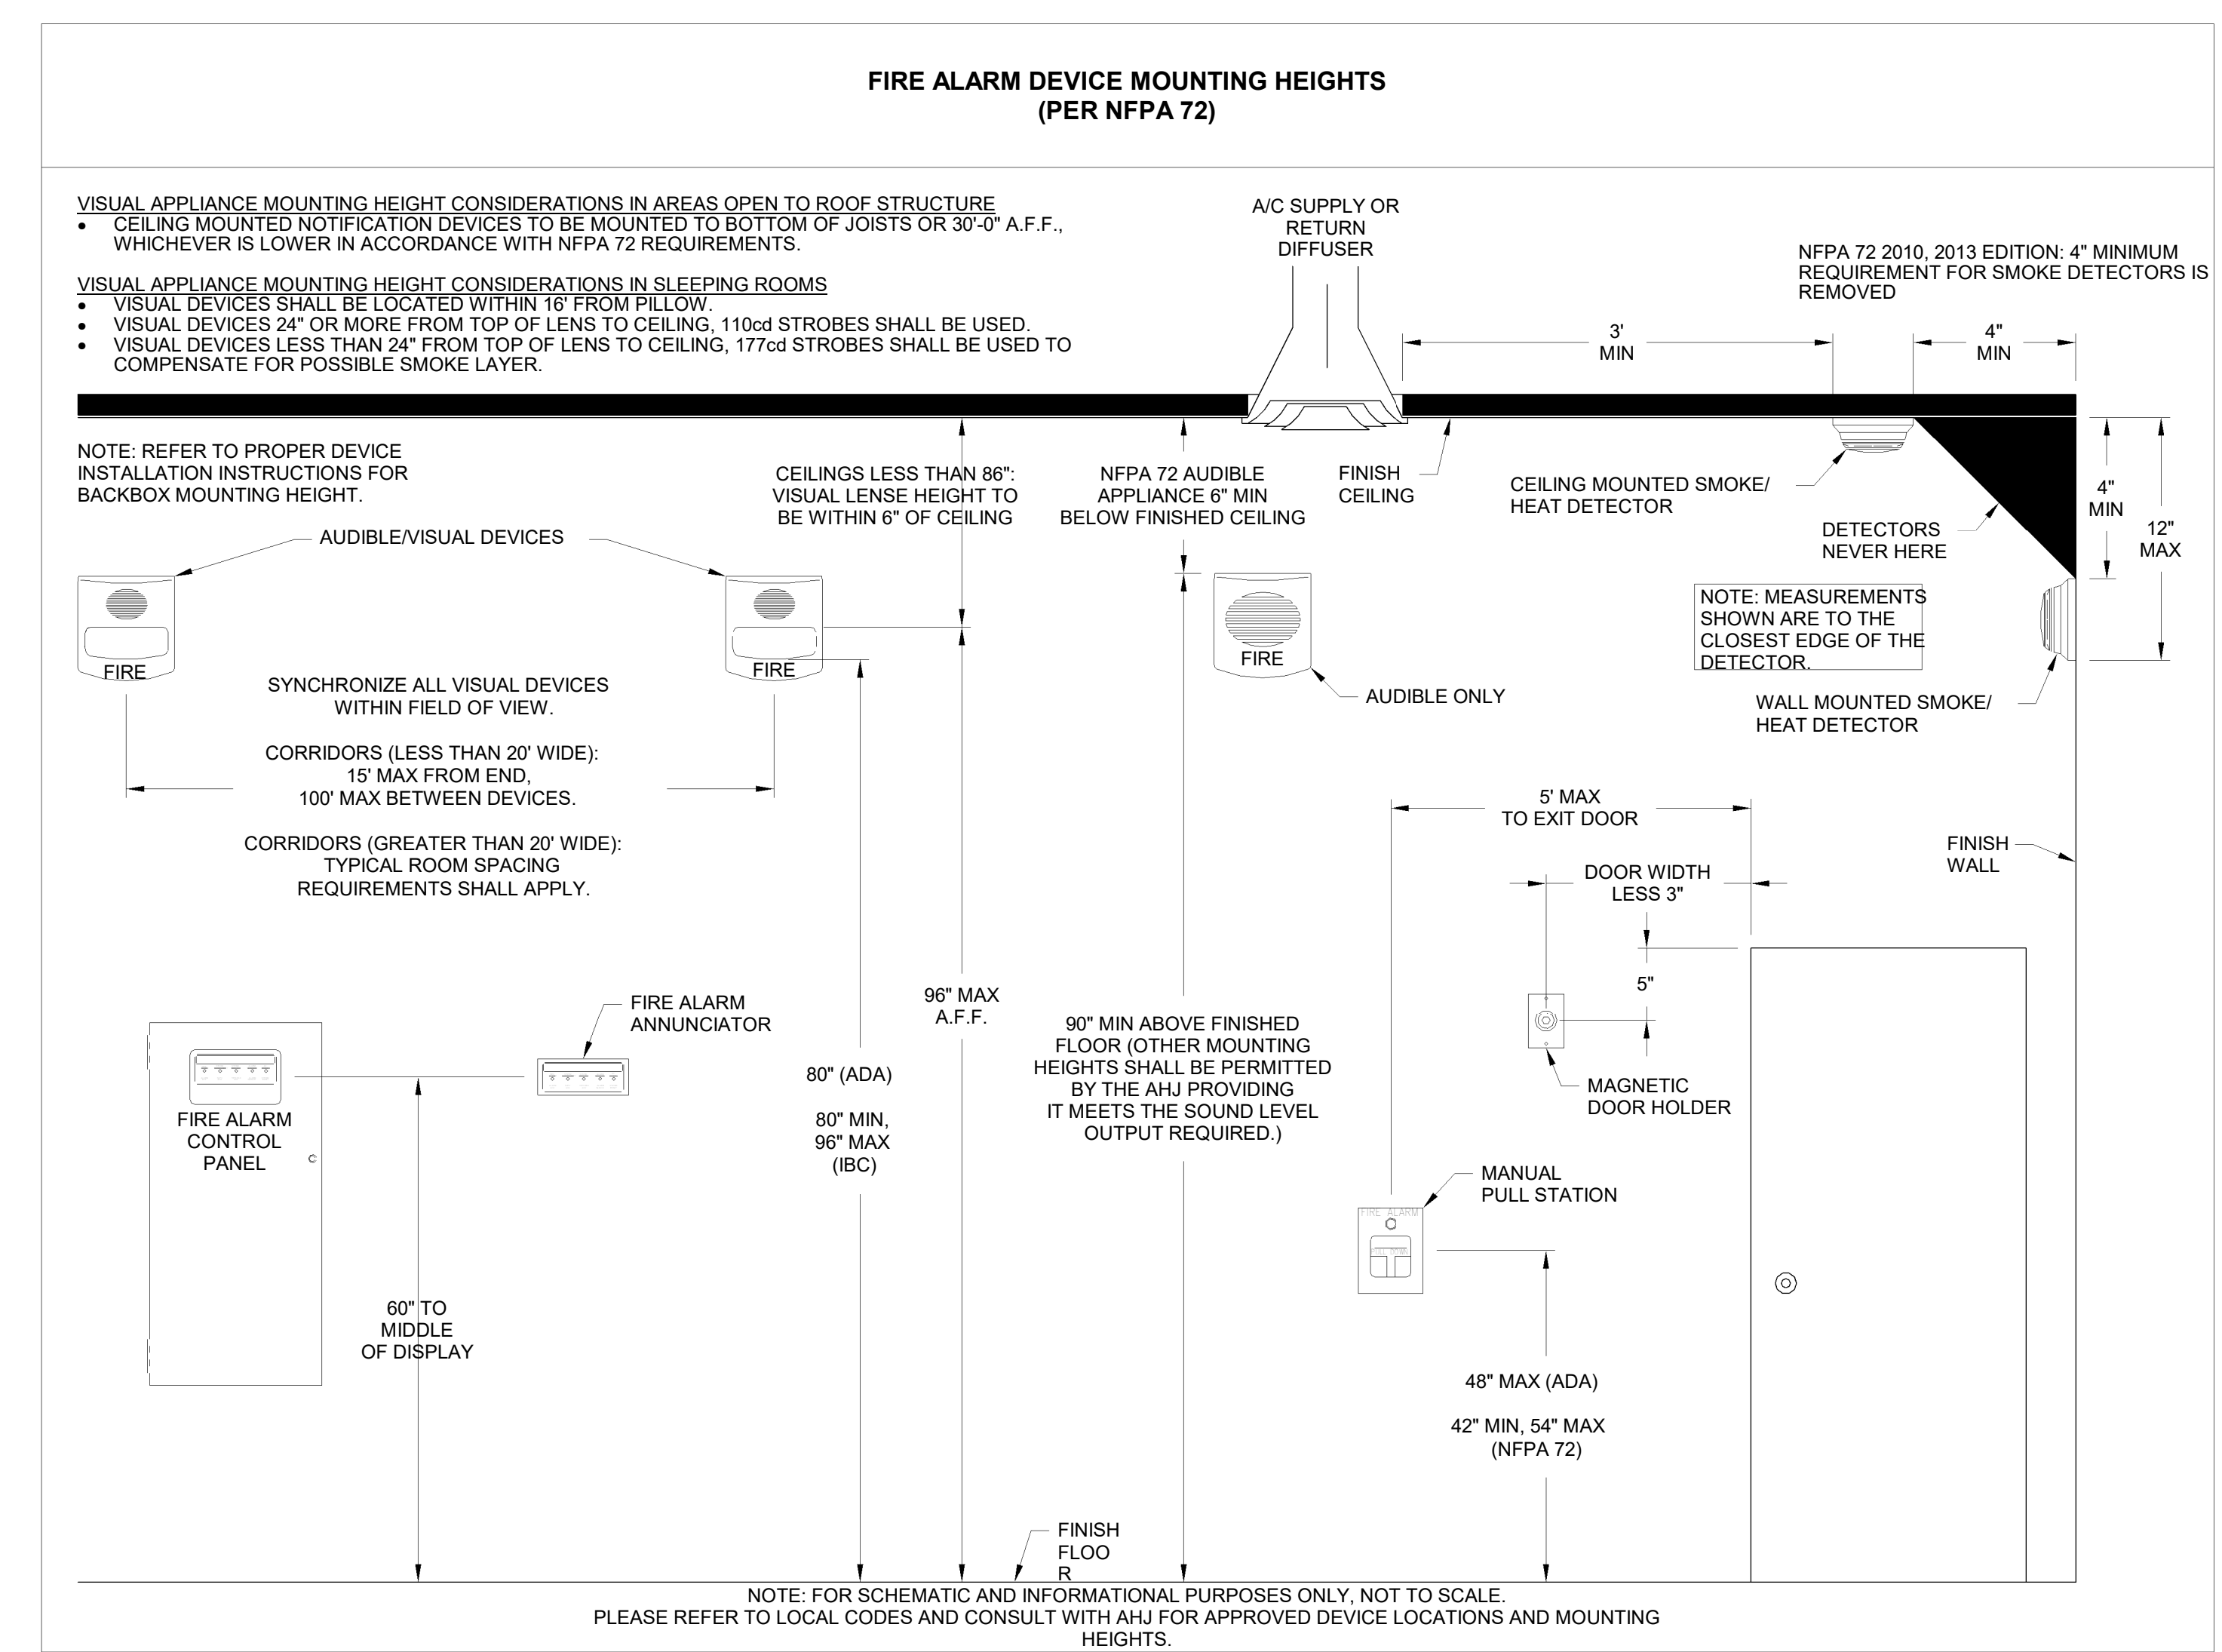 FIRE ALARM DEVICE MOUNTING HEIGHTS
(PER NFPA 72)
VISUAL APPLIANCE MOUNTING HEIGHT CONSIDERATIONS IN AREAS OPEN TO ROOF STRUCTURE
• CEILING MOUNTED NOTIFICATION DEVICES TO BE MOUNTED TO BOTTOM OF JOISTS OR 30'-0" A.F.F.,
WHICHEVER IS LOWER IN ACCORDANCE WITH NFPA 72 REQUIREMENTS.
VISUAL APPLIANCE MOUNTING HEIGHT CONSIDERATIONS IN SLEEPING ROOMS
• VISUAL DEVICES SHALL BE LOCATED WITHIN 16' FROM PILLOW.
• VISUAL DEVICES 24" OR MORE FROM TOP OF LENS TO CEILING, 110cd STROBES SHALL BE USED.
• VISUAL DEVICES LESS THAN 24" FROM TOP OF LENS TO CEILING, 177cd STROBES SHALL BE USED TO
COMPENSATE FOR POSSIBLE SMOKE LAYER.
A/C SUPPLY OR
RETURN
DIFFUSER
NFPA 72 2010, 2013 EDITION: 4" MINIMUM
REQUIREMENT FOR SMOKE DETECTORS IS
REMOVED
3'
MIN
4"
MIN
NOTE: REFER TO PROPER DEVICE
INSTALLATION INSTRUCTIONS FOR
BACKBOX MOUNTING HEIGHT.
CEILINGS LESS THAN 86":
VISUAL LENSE HEIGHT TO
BE WITHIN 6" OF CEILING
NFPA 72 AUDIBLE
APPLIANCE 6" MIN
BELOW FINISHED CEILING
FINISH
CEILING
CEILING MOUNTED SMOKE/
HEAT DETECTOR
DETECTORS
NEVER HERE
4"
MIN
12"
MAX
AUDIBLE/VISUAL DEVICES
FIRE
FIRE
FIRE
NOTE: MEASUREMENTS
SHOWN ARE TO THE
CLOSEST EDGE OF THE
DETECTOR.
AUDIBLE ONLY
WALL MOUNTED SMOKE/
HEAT DETECTOR
SYNCHRONIZE ALL VISUAL DEVICES
WITHIN FIELD OF VIEW.
CORRIDORS (LESS THAN 20' WIDE):
15' MAX FROM END,
100' MAX BETWEEN DEVICES.
CORRIDORS (GREATER THAN 20' WIDE):
TYPICAL ROOM SPACING
REQUIREMENTS SHALL APPLY.
5' MAX
TO EXIT DOOR
DOOR WIDTH
LESS 3"
FINISH
WALL
5"
FIRE ALARM
ANNUNCIATOR
FIRE ALARM
CONTROL
PANEL
96" MAX
A.F.F.
80" (ADA)
80" MIN,
96" MAX
(IBC)
90" MIN ABOVE FINISHED
FLOOR (OTHER MOUNTING
HEIGHTS SHALL BE PERMITTED
BY THE AHJ PROVIDING
IT MEETS THE SOUND LEVEL
OUTPUT REQUIRED.)
MAGNETIC
DOOR HOLDER
MANUAL
PULL STATION
FIRE ALARM
PULL DOWN
60" TO
MIDDLE
OF DISPLAY
48" MAX (ADA)
42" MIN, 54" MAX
(NFPA 72)
FINISH
FLOO
R
NOTE: FOR SCHEMATIC AND INFORMATIONAL PURPOSES ONLY, NOT TO SCALE.
PLEASE REFER TO LOCAL CODES AND CONSULT WITH AHJ FOR APPROVED DEVICE LOCATIONS AND MOUNTING
HEIGHTS.